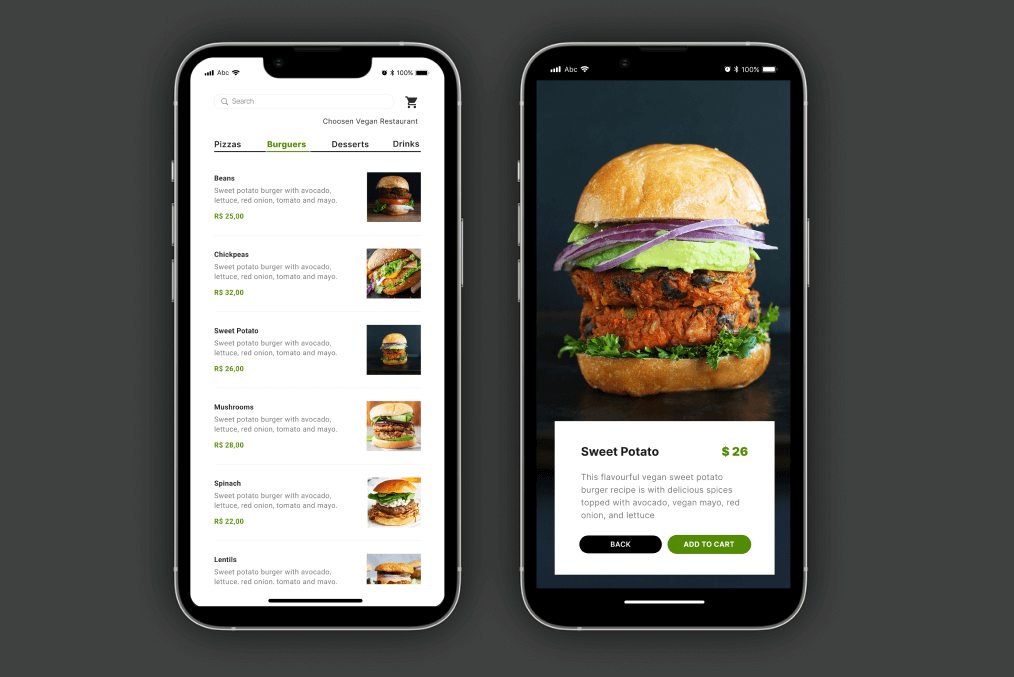 Abc
100%
Search
Choosen Vegan Restaurant
Pizzas Burguers Desserts Drinks
Beans
Sweet potato burger with avocado,
lettuce, red onion, tomato and mayo.
R$ 25,00
Chickpeas
Sweet potato burger with avocado,
lettuce, red onion, tomato and mayo.
R$ 32,00
Sweet Potato
Sweet potato burger with avocado,
lettuce, red onion, tomato and mayo.
R$ 26,00
Mushrooms
Sweet potato burger with avocado,
lettuce, red onion, tomato and mayo.
R$ 28,00
Spinach
Sweet potato burger with avocado,
lettuce, red onion, tomato and mayo.
R$ 22,00
Lentils
Sweet potato burger with avocado,
lettuce, red onion, tomato and mayo.
Abc
100%
Sweet Potato $ 26
This flavourful vegan sweet potato
burger recipe is with delicious spices
topped with avocado, vegan mayo, red
onion, and lettuce
BACK ADD TO CART